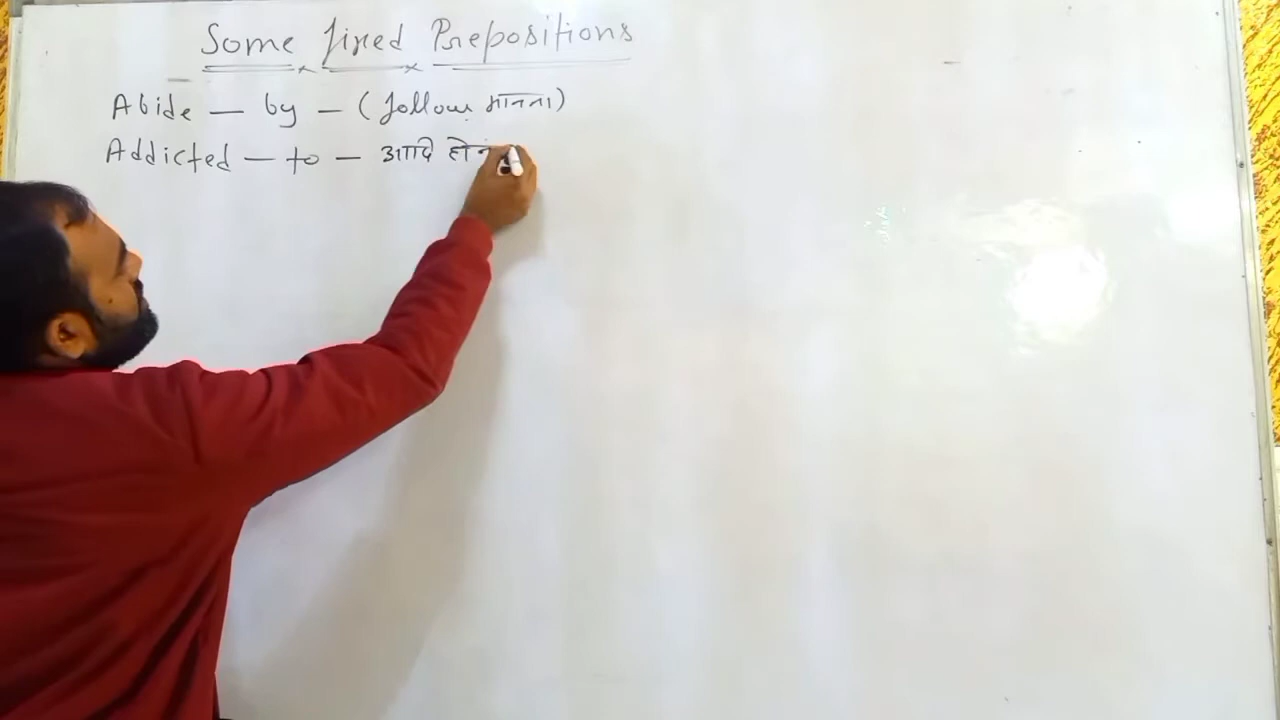 Some fixed Prepositions
Abide — by — (follow मानना)
Addicted — to — आदि होना